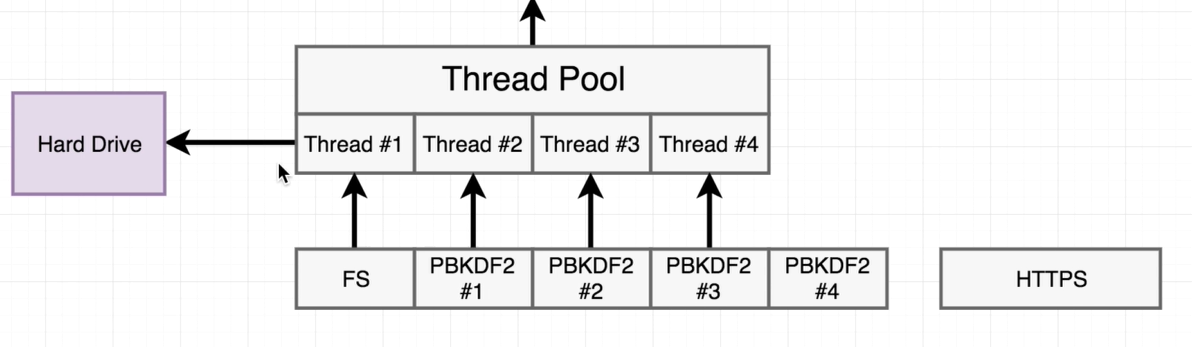 Thread Pool
Hard Drive
Thread #1
Thread #2
Thread #3
Thread #4
FS
PBKDF2
#1
PBKDF2
#2
PBKDF2
#3
PBKDF2
#4
HTTPS